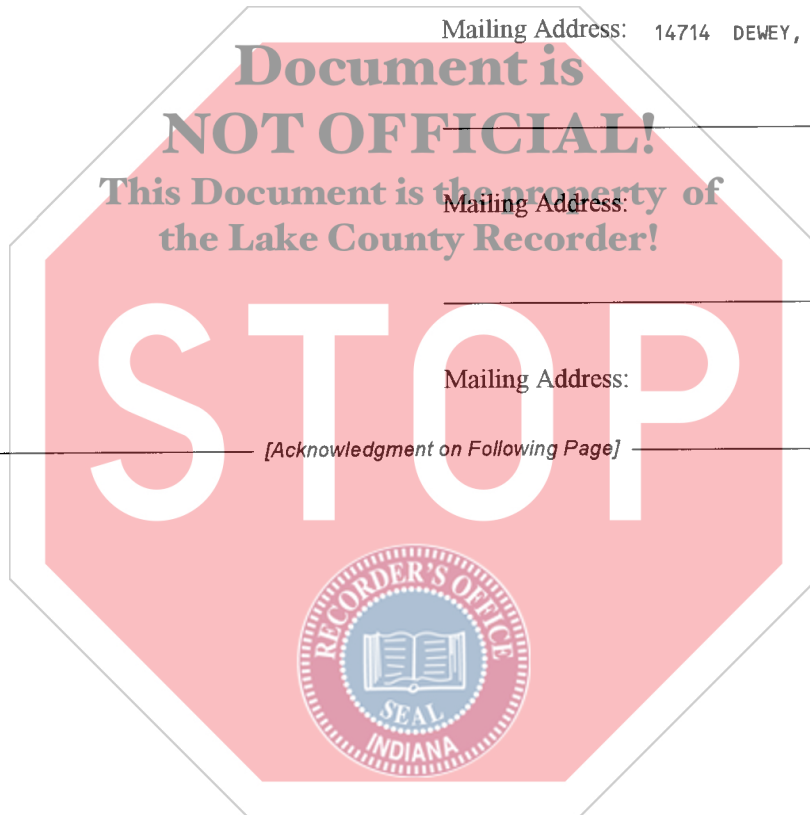 Mailing Address: 14714 DEWEY,
Document is
NOT OFFICIAL!
This Document is the property of
Mailing Address:
the Lake County Recorder!
STOP
Mailing Address:
[Acknowledgment on Following Page]
RECORDER'S OFFICE
SEAL
INDIANA